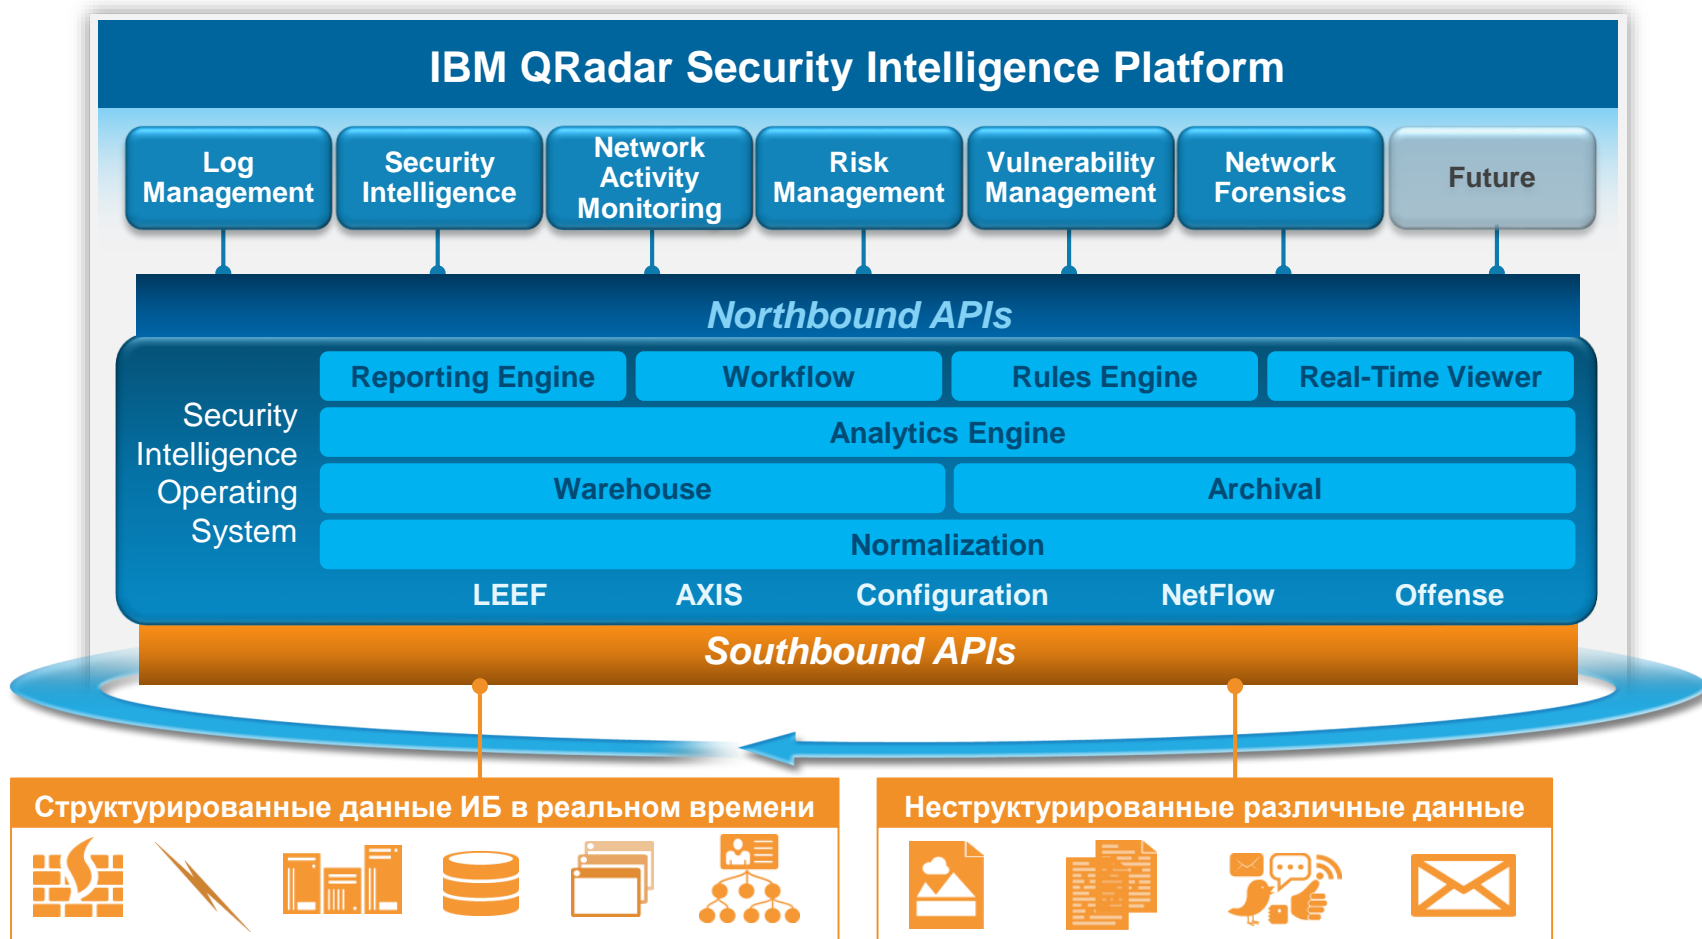 IBM QRadar Security Intelligence Platform
Log
Management
Security
Intelligence
Network
Activity
Monitoring
Risk
Management
Vulnerability
Management
Network
Forensics
Future
Northbound APIs
Security
Intelligence
Operating
System
Reporting Engine
Workflow
Rules Engine
Real-Time Viewer
Analytics Engine
Warehouse
Archival
Normalization
LEEF
AXIS
Configuration
NetFlow
Offense
Southbound APIs
Структурированные данные ИБ в реальном времени
Неструктурированные различные данные